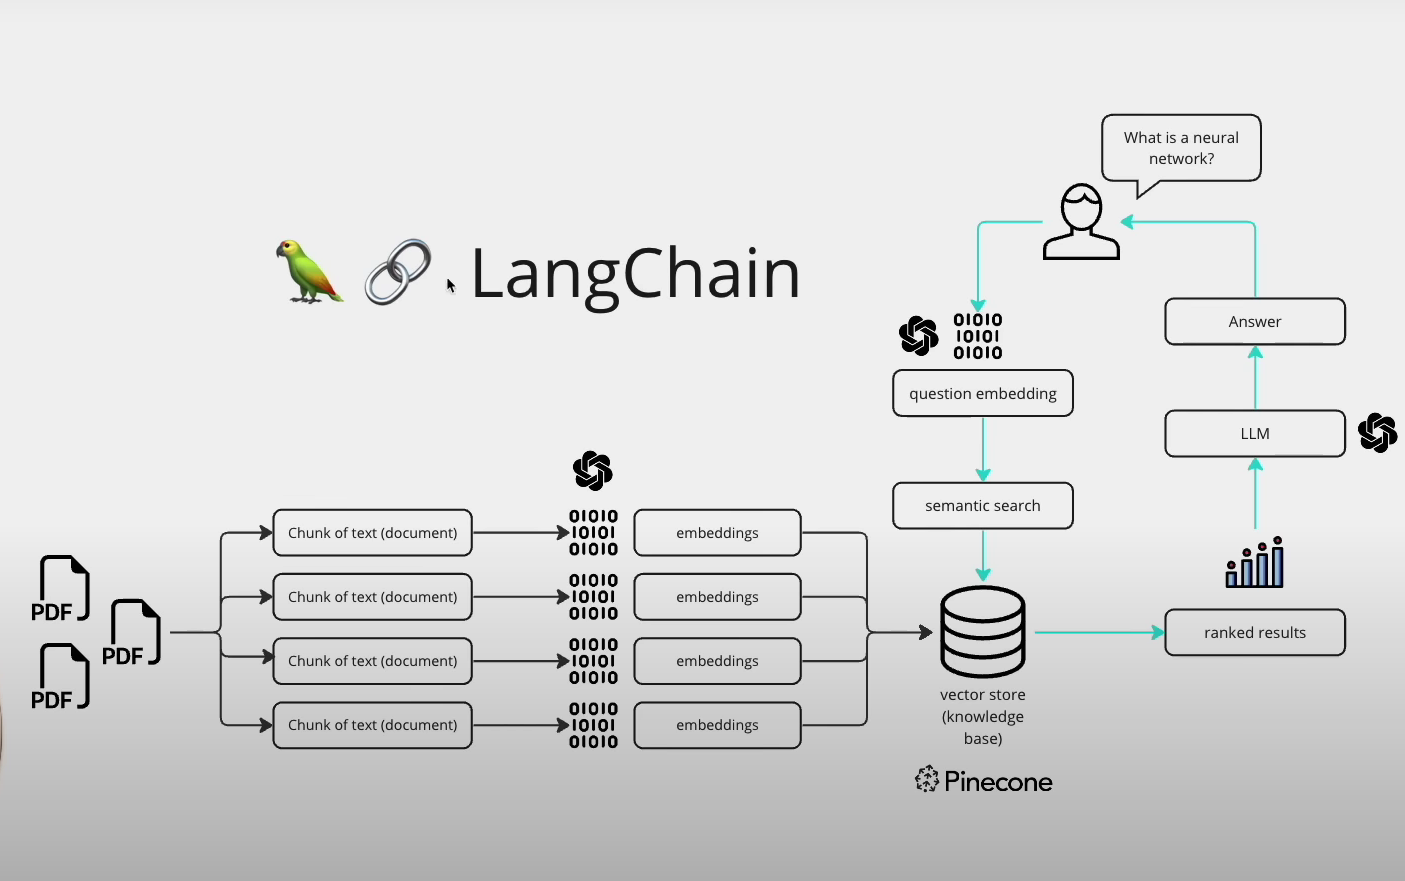 What is a neural
network?
LangChain
01010
10101
01010
Answer
question embedding
LLM
semantic search
Chunk of text (document)
01010
10101
01010
embeddings
PDF
Chunk of text (document)
01010
10101
01010
embeddings
PDF
ranked results
Chunk of text (document)
01010
10101
01010
embeddings
PDF
vector store
(knowledge
base)
Chunk of text (document)
01010
10101
01010
embeddings
Pinecone